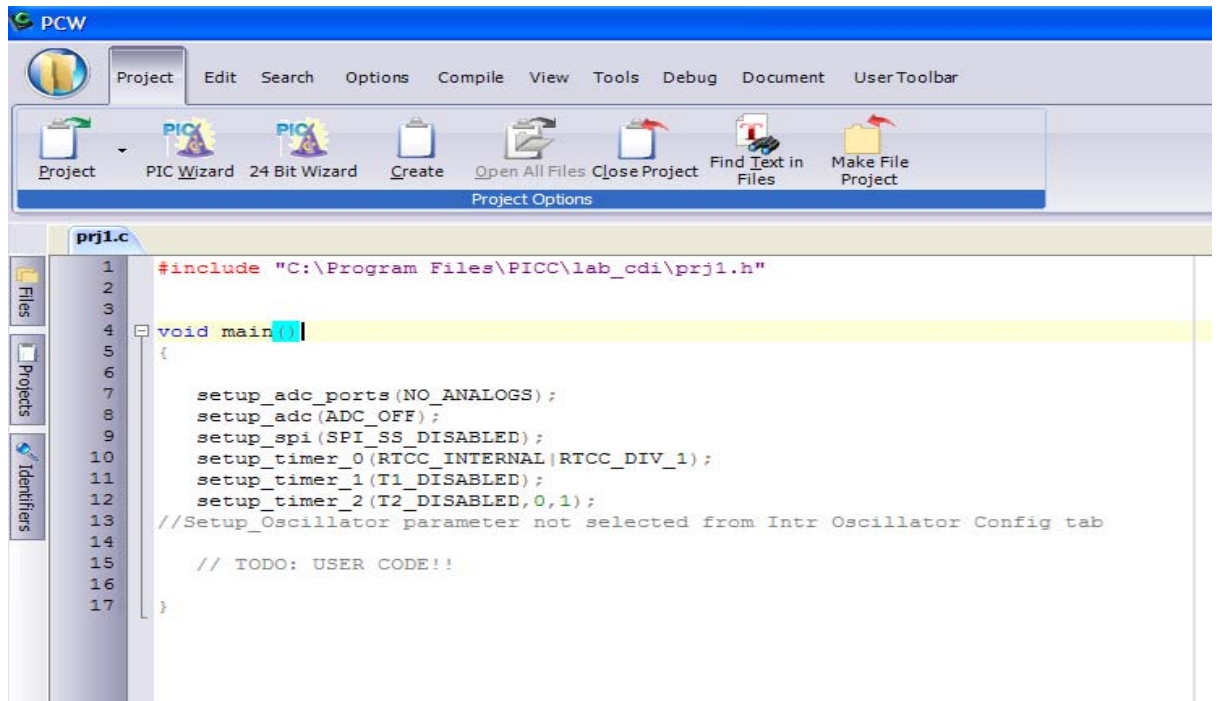 PCW
Project Edit Search Options Compile View Tools Debug Document UserToolbar
PIC PIC T
Project PIC Wizard 24 Bit Wizard Create Open All Files Close Project Find Text in Files Make File Project
Project Options
prj1.c
Files
Projects
Identifiers
1 #include "C:\Program Files\PICC\lab_cdi\prj1.h"
2
3
4 void main()
5 {
6
7 setup_adc_ports(NO_ANALOGS);
8 setup_adc(ADC_OFF);
9 setup_spi(SPI_SS_DISABLED);
10 setup_timer_0(RTCC_INTERNAL|RTCC_DIV_1);
11 setup_timer_1(T1_DISABLED);
12 setup_timer_2(T2_DISABLED,0,1);
13 //Setup_Oscillator parameter not selected from Intr Oscillator Config tab
14
15 // TODO: USER CODE!!
16
17 }